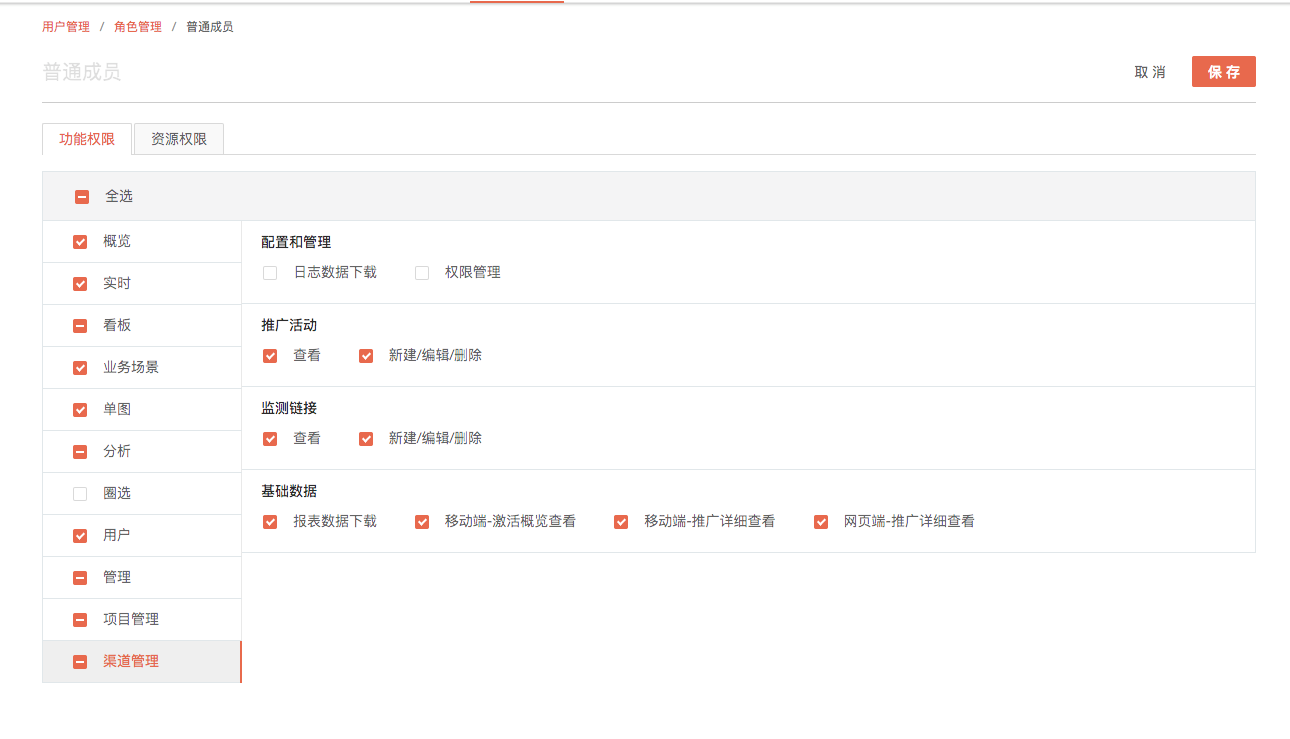 用户管理 / 角色管理 / 普通成员
普通成员
取消 保存
功能权限 资源权限
全选
概览
实时
看板
业务场景
单图
分析
圈选
用户
管理
项目管理
渠道管理
配置和管理
日志数据下载 权限管理
推广活动
查看 新建/编辑/删除
监测链接
查看 新建/编辑/删除
基础数据
报表数据下载 移动端-激活概览查看 移动端-推广详细查看 网页端-推广详细查看